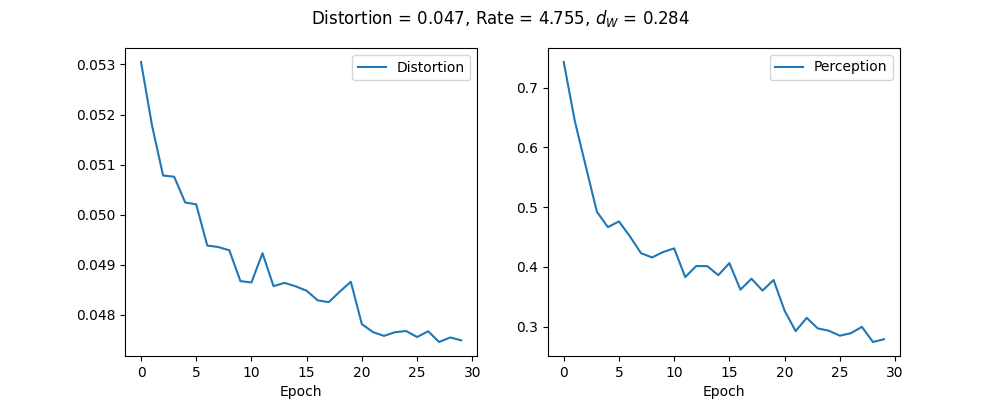 Distortion = 0.047, Rate = 4.755, d_W = 0.284
Distortion
0.053
0.052
0.051
0.050
0.049
0.048
0 5 10 15 20 25 30
Epoch
Perception
0.7
0.6
0.5
0.4
0.3
0 5 10 15 20 25 30
Epoch